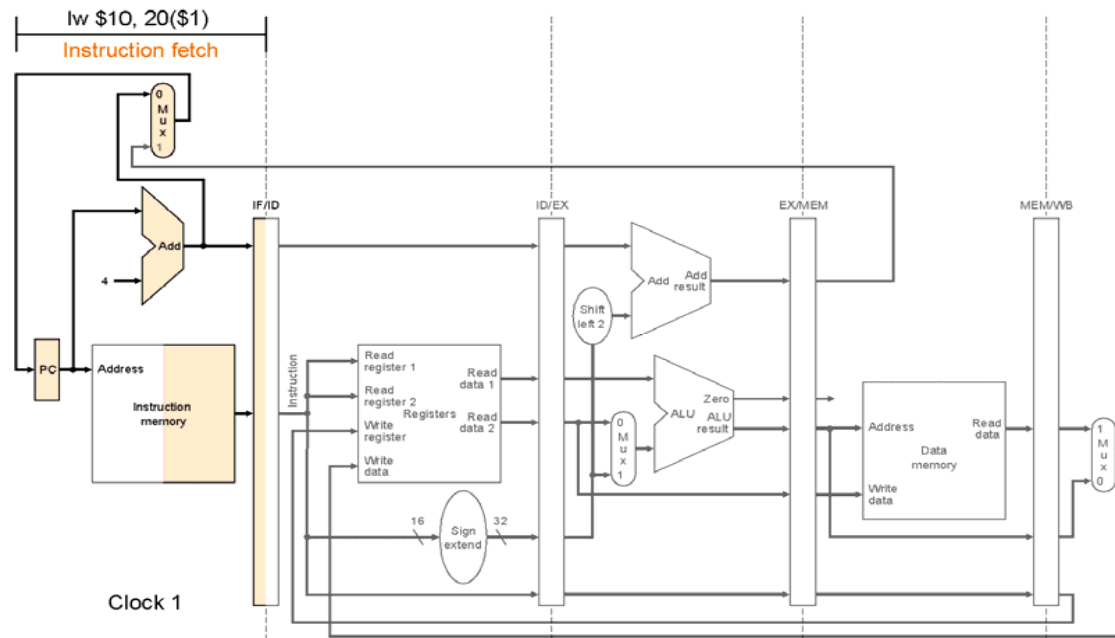 lw $10, 20($1)
Instruction fetch
0
M
u
x
1
IF/ID
ID/EX
EX/MEM
MEM/WB
Add
4
Add
Add
result
Shift
left 2
PC
Address
Instruction
memory
Instruction
Read
register 1
Read
register 2
Write
register
Write
data
Registers
Read
data 1
Read
data 2
0
M
u
x
1
Zero
ALU
ALU
result
Address
Write
data
Read
data
Data
memory
1
M
u
x
0
16
Sign
extend
32
Clock 1